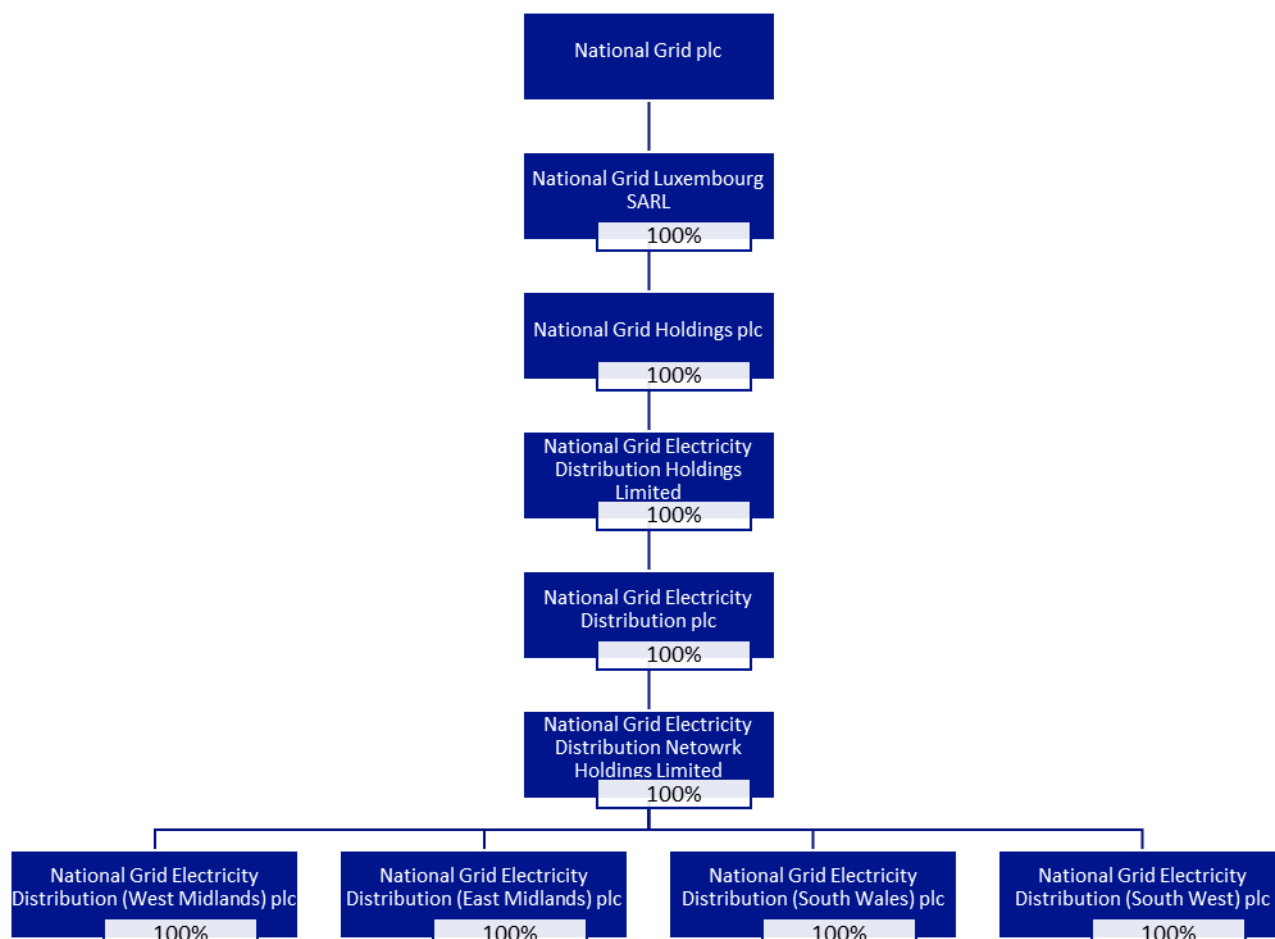 National Grid plc
National Grid Luxembourg
SARL
100%
National Grid Holdings plc
100%
National Grid Electricity
Distribution Holdings
Limited
100%
National Grid Electricity
Distribution plc
100%
National Grid Electricity
Distribution Netowrk
Holdings Limited
100%
National Grid Electricity
Distribution (West Midlands) plc
100%
National Grid Electricity
Distribution (East Midlands) plc
100%
National Grid Electricity
Distribution (South Wales) plc
100%
National Grid Electricity
Distribution (South West) plc
100%